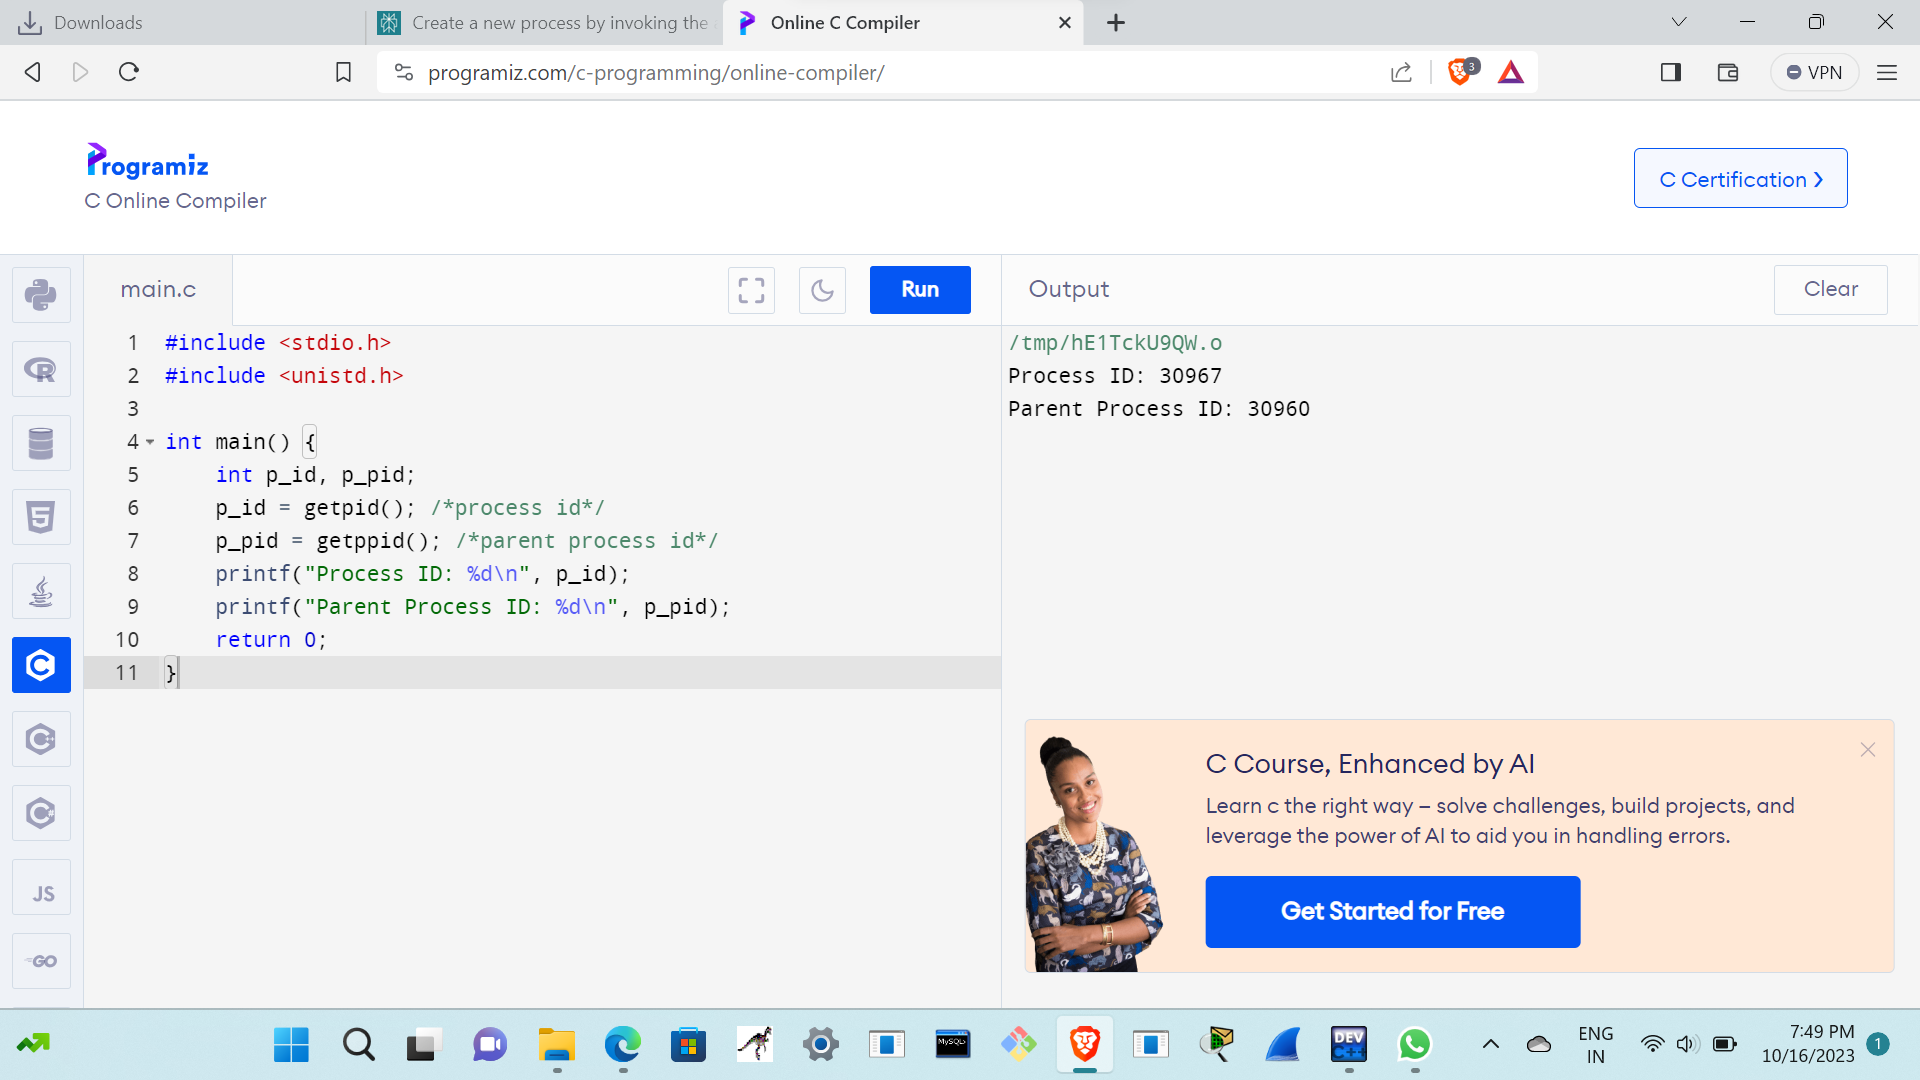 Downloads
Create a new process by invoking the
Online C Compiler
programiz.com/c-programming/online-compiler/
3
VPN
Programiz
C Online Compiler
C Certification
main.c
Run
Output
Clear
1 #include <stdio.h>
2 #include <unistd.h>
3
4 int main() {
5 int p_id, p_pid;
6 p_id = getpid(); /*process id*/
7 p_pid = getppid(); /*parent process id*/
8 printf("Process ID: %d\n", p_id);
9 printf("Parent Process ID: %d\n", p_pid);
10 return 0;
11 }
/tmp/hE1TckU9QW.o
Process ID: 30967
Parent Process ID: 30960
R
5
C
C
C#
JS
GO
C Course, Enhanced by AI
Learn c the right way – solve challenges, build projects, and
leverage the power of AI to aid you in handling errors.
Get Started for Free
MySQL>
DEV
C++
ENG
IN
7:49 PM
10/16/2023
1